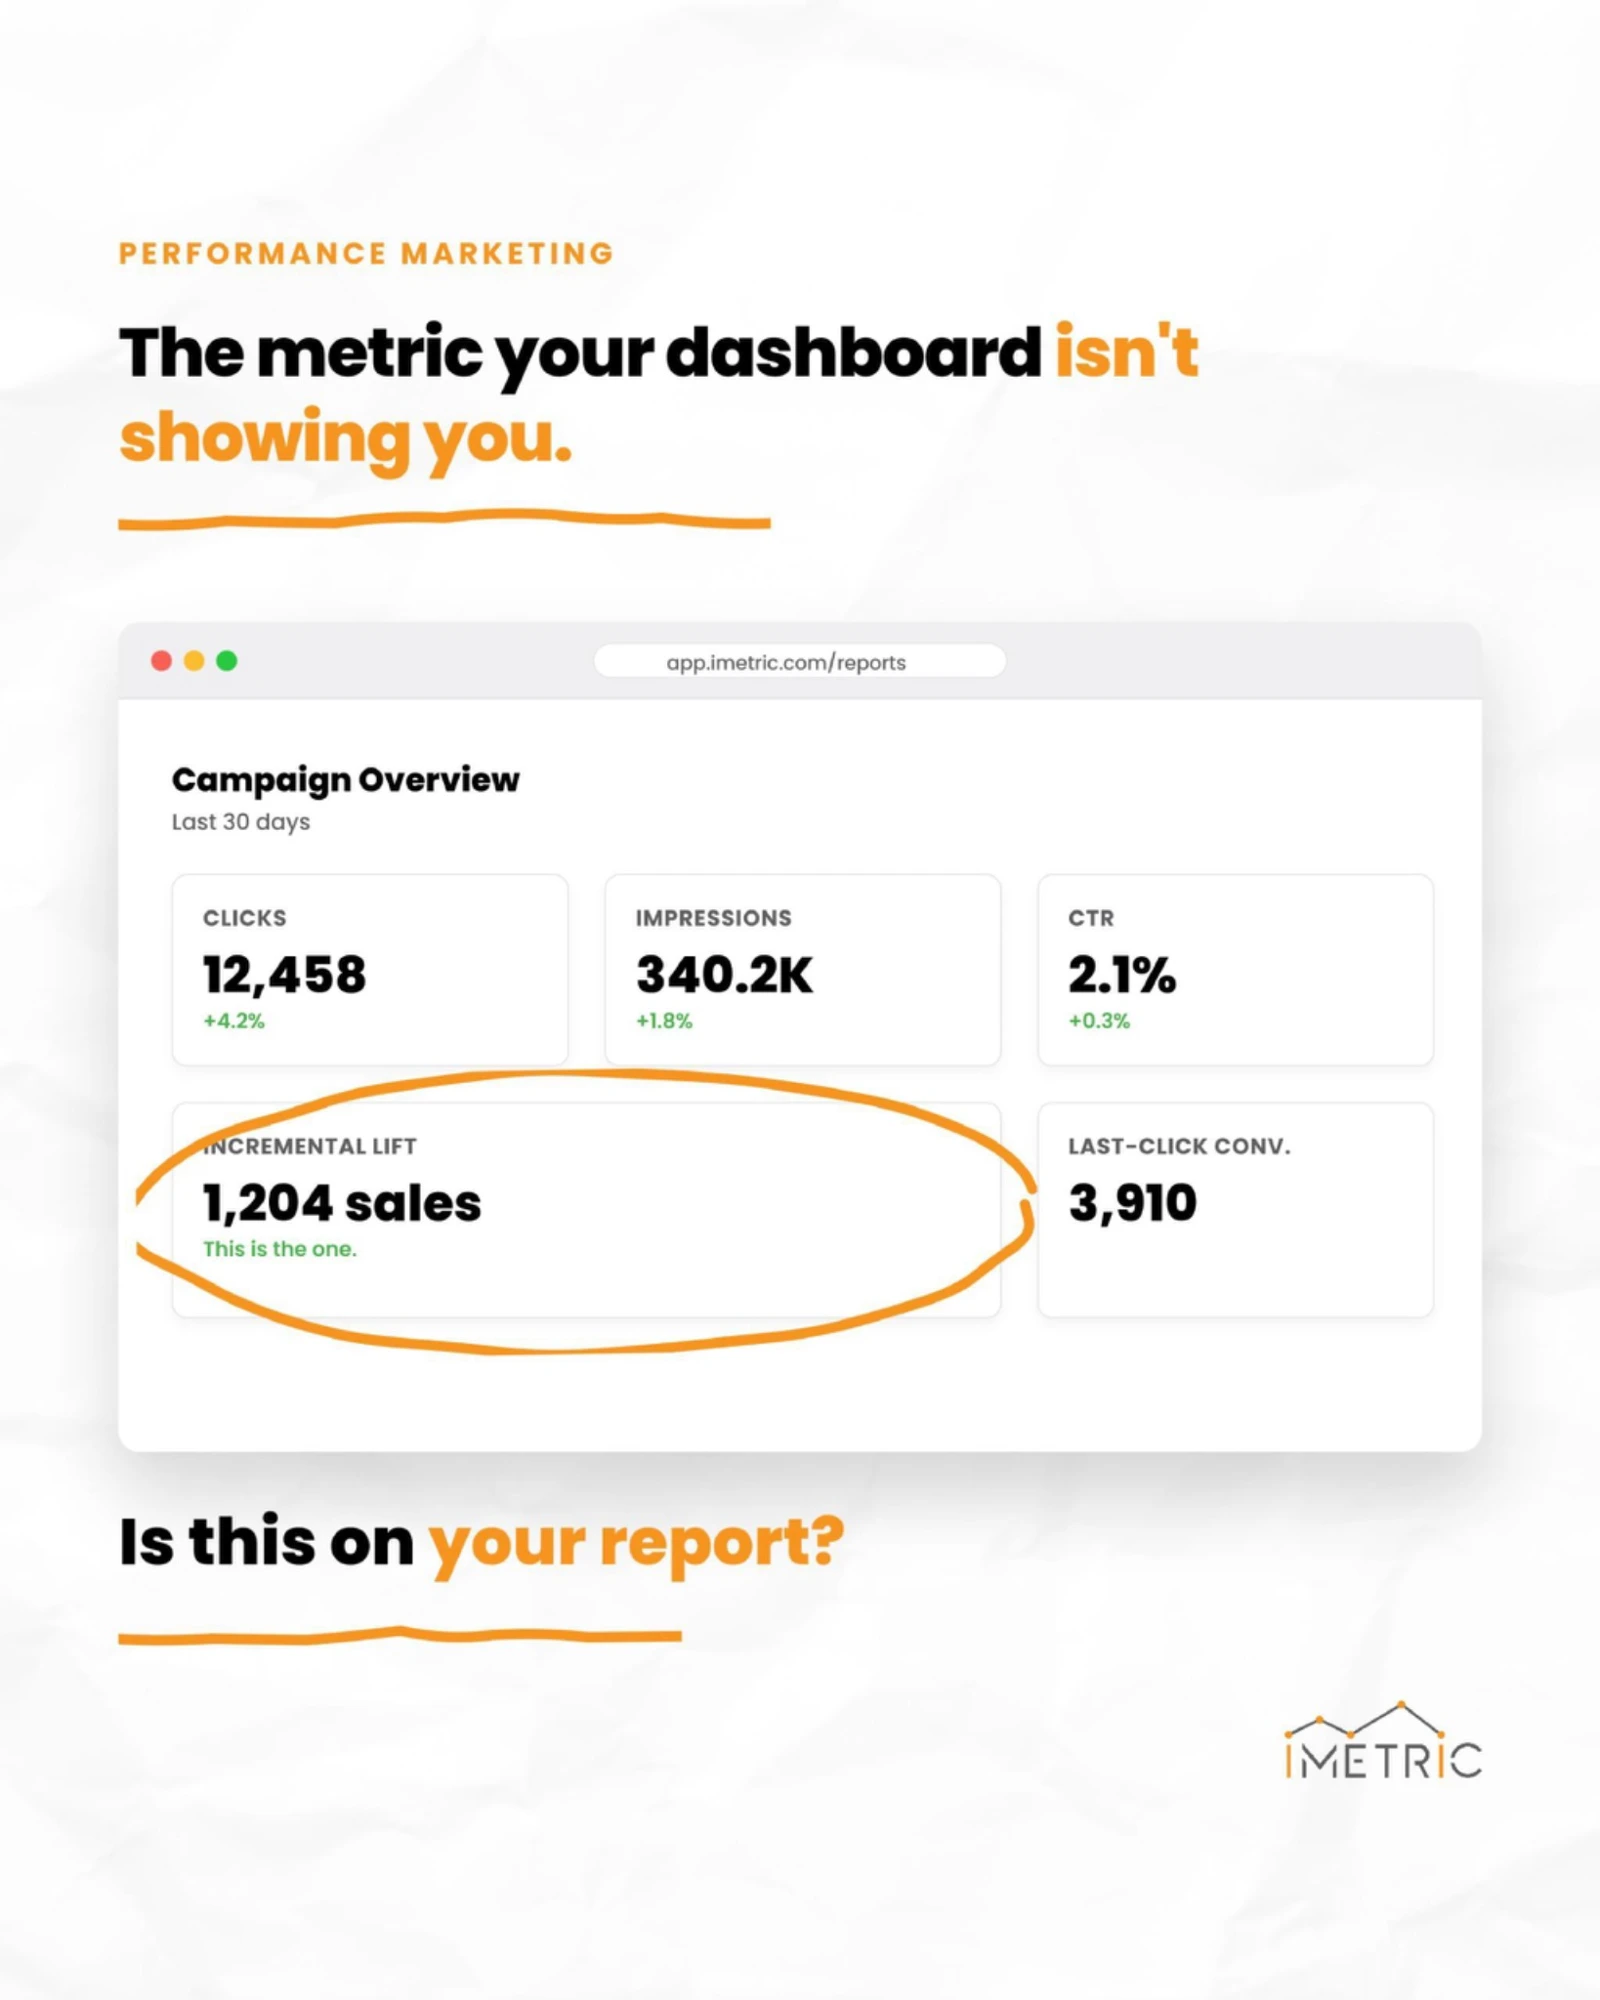 PERFORMANCE MARKETING
The metric your dashboard isn't
showing you.
app.imetric.com/reports
Campaign Overview
Last 30 days
CLICKS
12,458
+4.2%
IMPRESSIONS
340.2K
+1.8%
CTR
2.1%
+0.3%
INCREMENTAL LIFT
1,204 sales
This is the one.
LAST-CLICK CONV.
3,910
Is this on your report?
iMETRiC